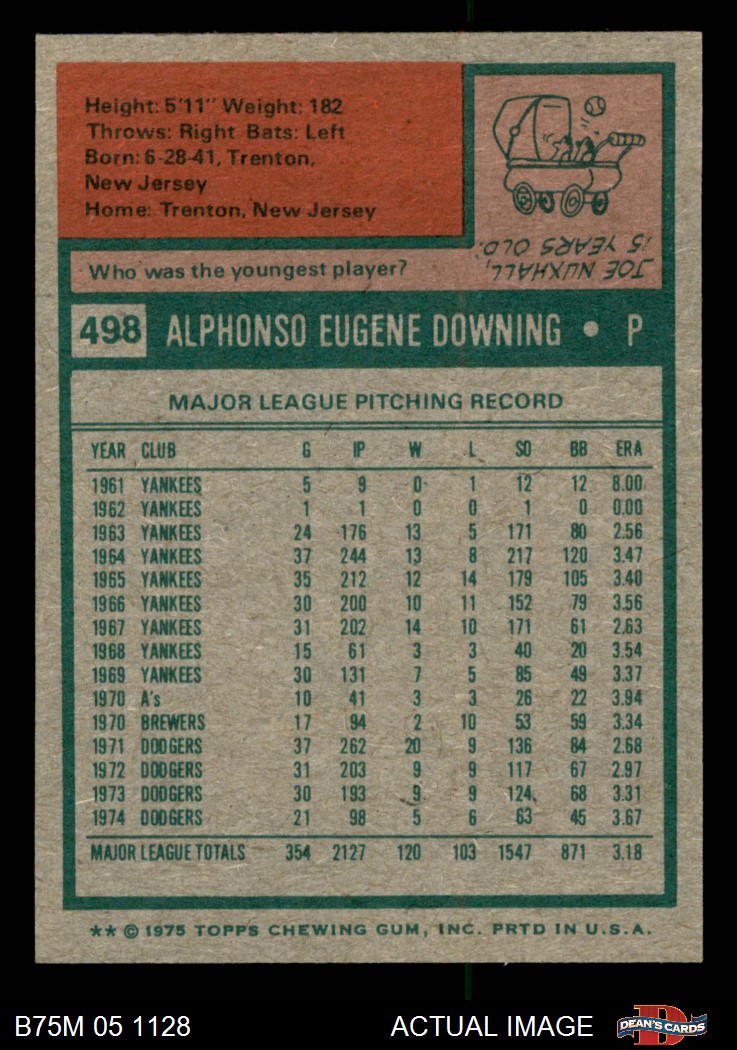 Height: 5'11" Weight: 182
Throws: Right Bats: Left
Born: 6-28-41, Trenton,
New Jersey
Home: Trenton, New Jersey
Who was the youngest player?
JOE NUXHALL,
15 YEARS OLD.
498 ALPHONSO EUGENE DOWNING • P
MAJOR LEAGUE PITCHING RECORD
YEAR CLUB G IP W L SO BB ERA
1961 YANKEES 5 9 0 1 12 12 8.00
1962 YANKEES 1 1 0 0 1 0 0.00
1963 YANKEES 24 176 13 5 171 80 2.56
1964 YANKEES 37 244 13 8 217 120 3.47
1965 YANKEES 35 212 12 14 179 105 3.40
1966 YANKEES 30 200 10 11 152 79 3.56
1967 YANKEES 31 202 14 10 171 61 2.63
1968 YANKEES 15 61 3 3 40 20 3.54
1969 YANKEES 30 131 7 5 85 49 3.37
1970 A's 10 41 3 3 26 22 3.94
1970 BREWERS 17 94 2 10 53 59 3.34
1971 DODGERS 37 262 20 9 136 84 2.68
1972 DODGERS 31 203 9 9 117 67 2.97
1973 DODGERS 30 193 9 9 124 68 3.31
1974 DODGERS 21 98 5 6 63 45 3.67
MAJOR LEAGUE TOTALS 354 2127 120 103 1547 871 3.18
** © 1975 TOPPS CHEWING GUM, INC. PRTD IN U.S.A.
B75M 05 1128 ACTUAL IMAGE D DEAN'S CARDS